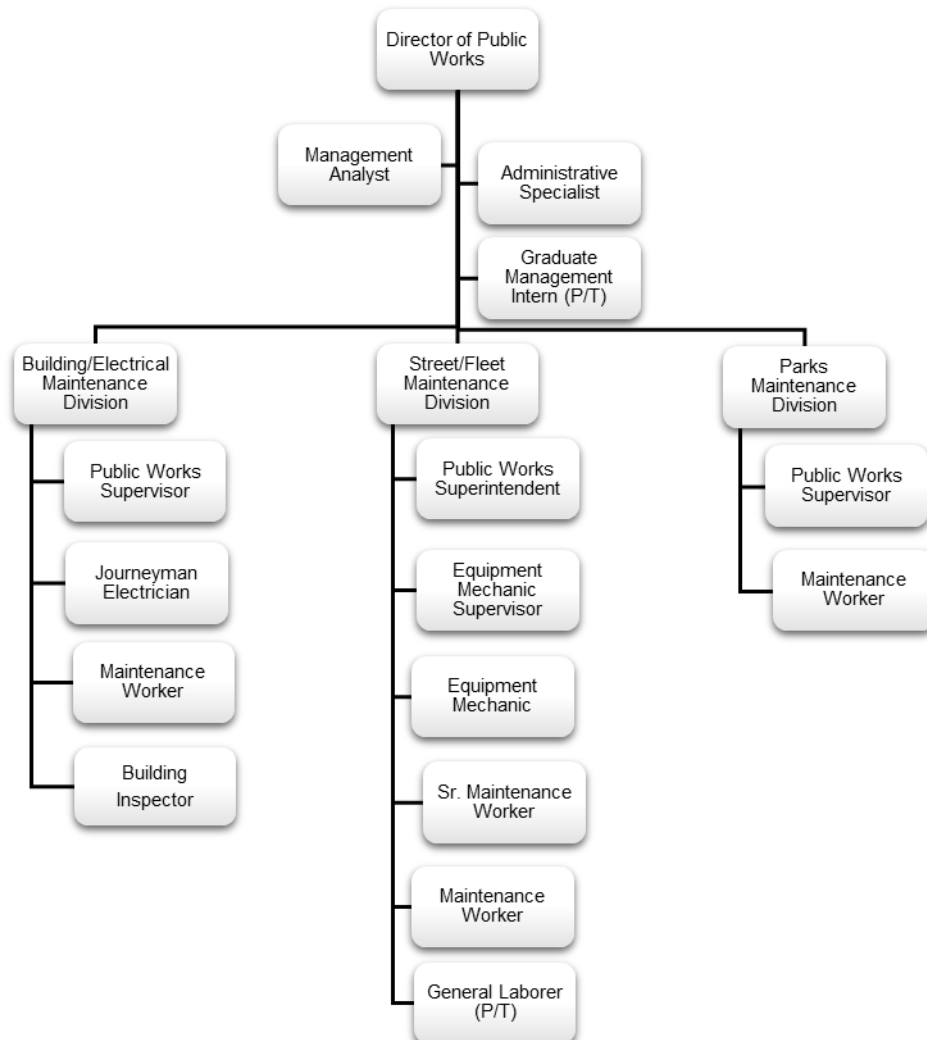 Director of Public
Works
Management
Analyst
Administrative
Specialist
Graduate
Management
Intern (P/T)
Building/Electrical
Maintenance
Division
Public Works
Supervisor
Journeyman
Electrician
Maintenance
Worker
Building
Inspector
Street/Fleet
Maintenance
Division
Public Works
Superintendent
Equipment
Mechanic
Supervisor
Equipment
Mechanic
Sr. Maintenance
Worker
Maintenance
Worker
General Laborer
(P/T)
Parks
Maintenance
Division
Public Works
Supervisor
Maintenance
Worker